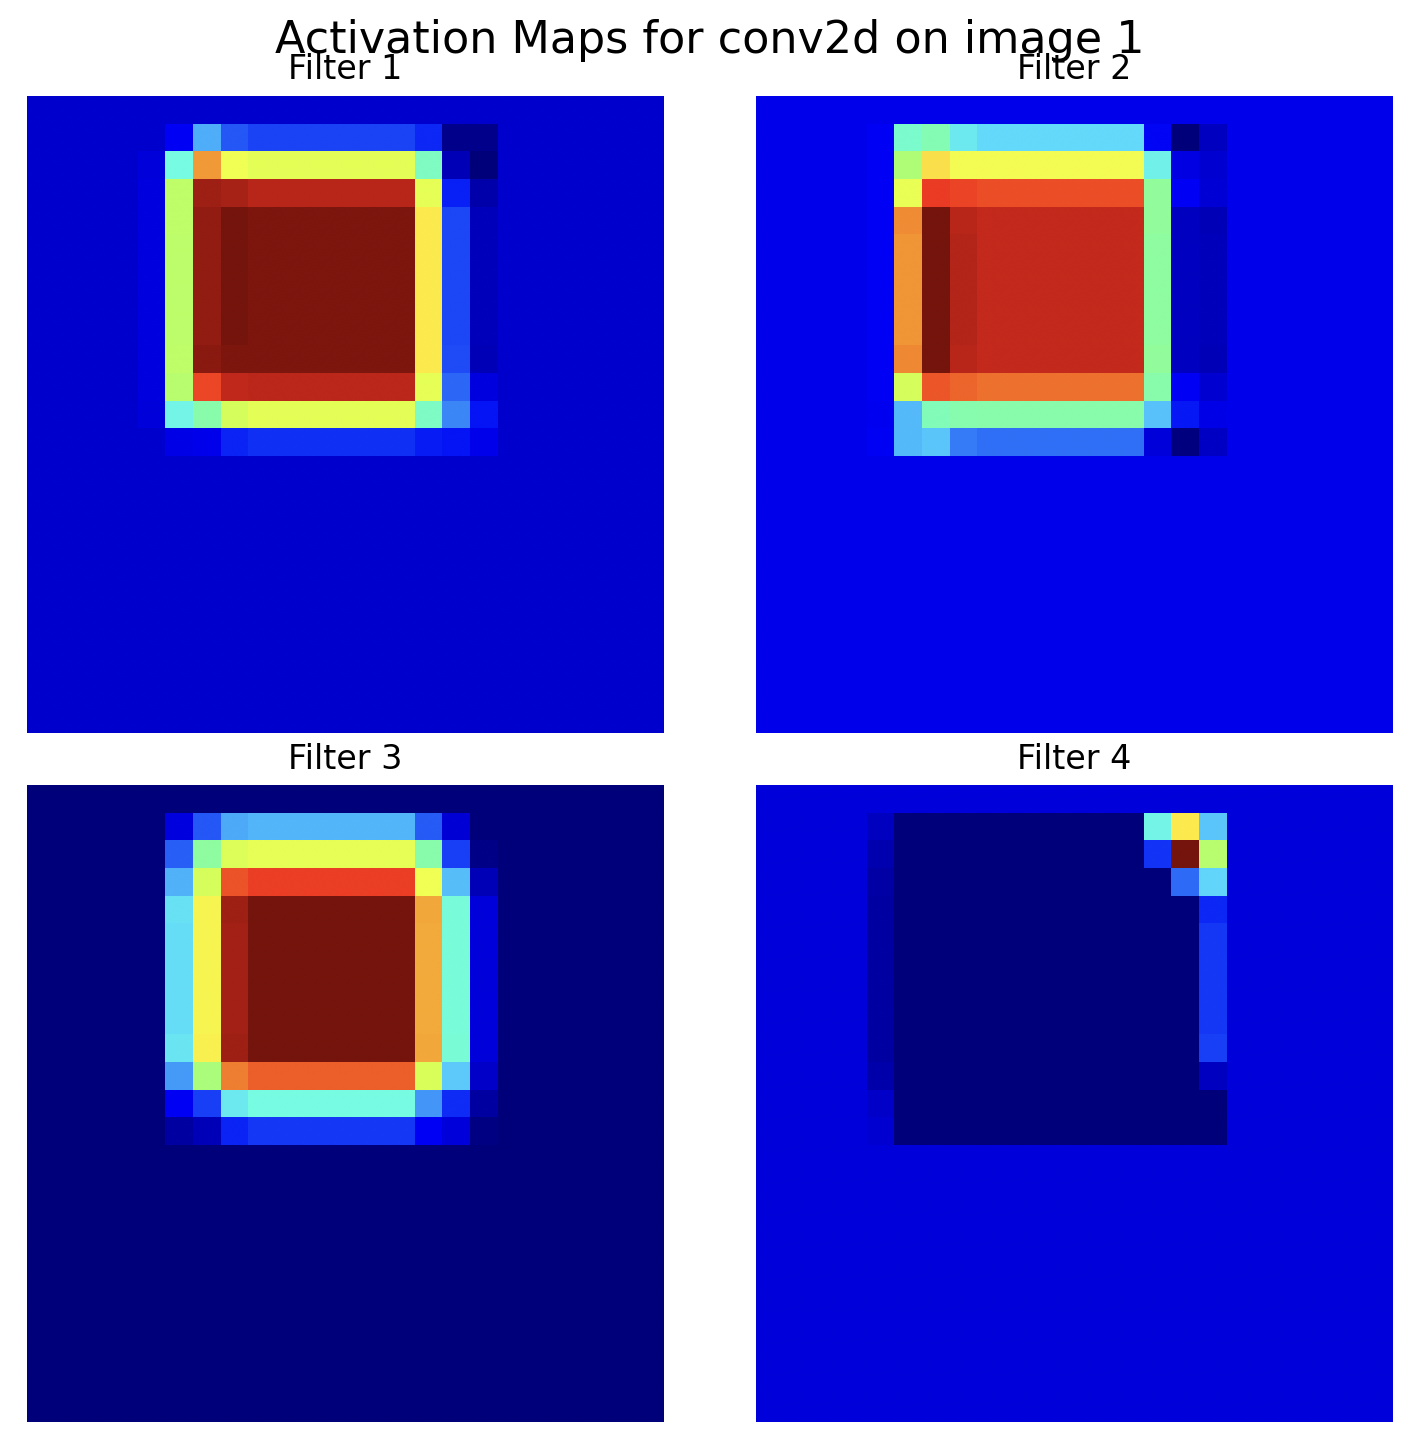 Activation Maps for conv2d on image 1
Filter 1
Filter 2
Filter 3
Filter 4